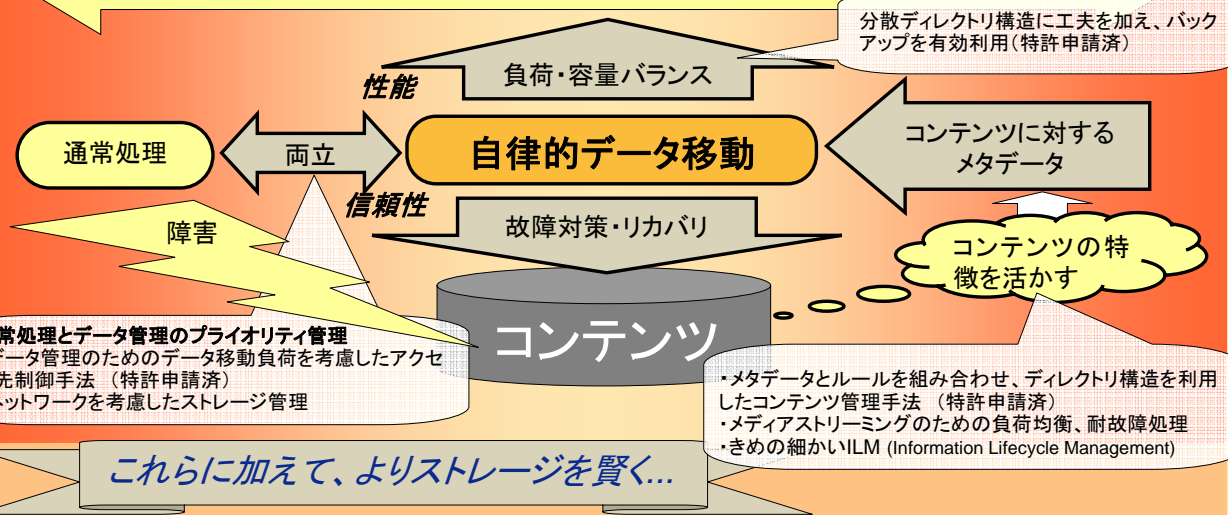 分散ディレクトリ構造に工夫を加え、バック
アップを有効利用(特許申請済)
負荷・容量バランス
性能
通常処理
両立
自律的データ移動
コンテンツに対する
メタデータ
信頼性
故障対策・リカバリ
障害
コンテンツの特
徴を活かす
コンテンツ
常処理とデータ管理のプライオリティ管理
データ管理のためのデータ移動負荷を考慮したアクセ
先制御手法 (特許申請済)
ネットワークを考慮したストレージ管理
・メタデータとルールを組み合わせ、ディレクトリ構造を利用
したコンテンツ管理手法 (特許申請済)
・メディアストリーミングのための負荷均衡、耐故障処理
・きめの細かいILM (Information Lifecycle Management)
これらに加えて、よりストレージを賢く...